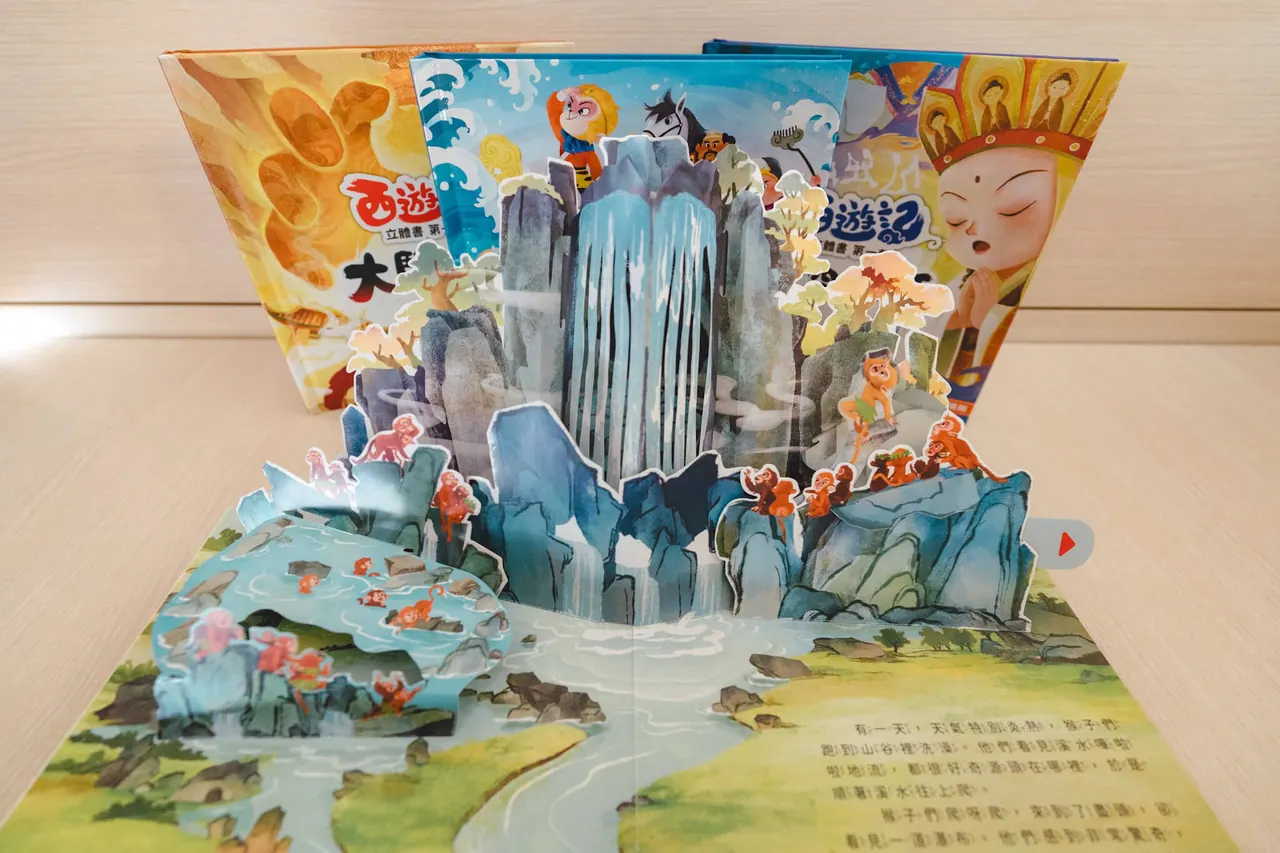 西遊
立體書 第一
大
遊記
體書 第一
有一天，天氣特別炎熱，猴子們
跑到山谷裡洗澡。他們看見溪水嘩啦
啦地流，都很好奇源頭在哪裡，於是
順著溪水往上爬。
猴子們爬呀爬，來到了盡頭，卻
看見一道瀑布。他們感到非常驚奇，